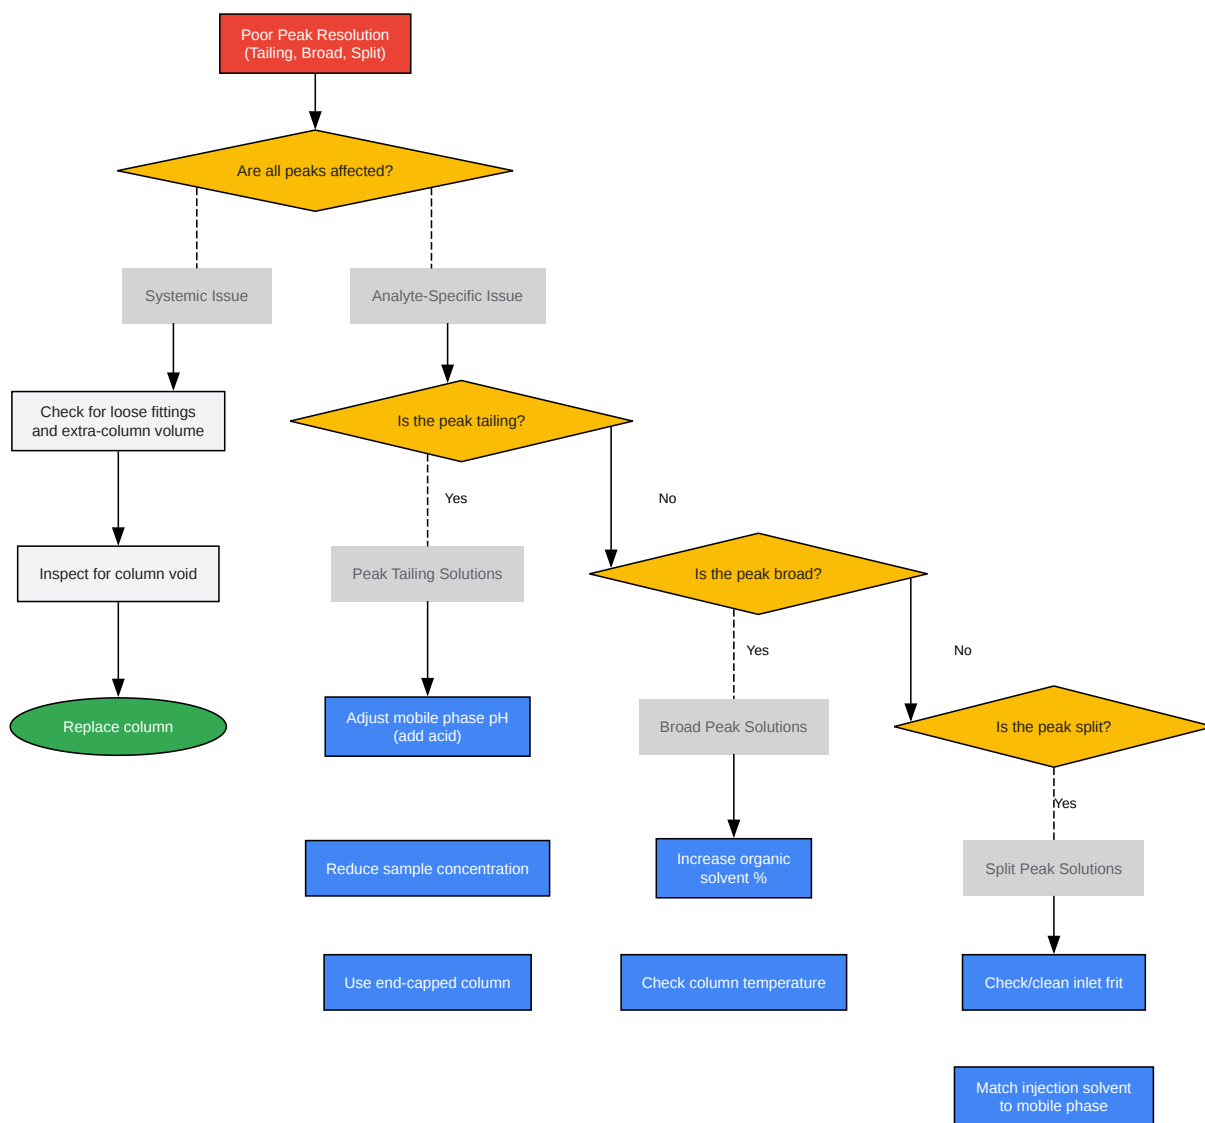 Poor Peak Resolution
(Tailing, Broad, Split)
Are all peaks affected?
Systemic Issue
Analyte-Specific Issue
Check for loose fittings
and extra-column volume
Is the peak tailing?
Yes
No
Inspect for column void
Peak Tailing Solutions
Is the peak broad?
Yes
No
Replace column
Adjust mobile phase pH
(add acid)
Broad Peak Solutions
Is the peak split?
Yes
Reduce sample concentration
Increase organic
solvent %
Split Peak Solutions
Use end-capped column
Check column temperature
Check/clean inlet frit
Match injection solvent
to mobile phase